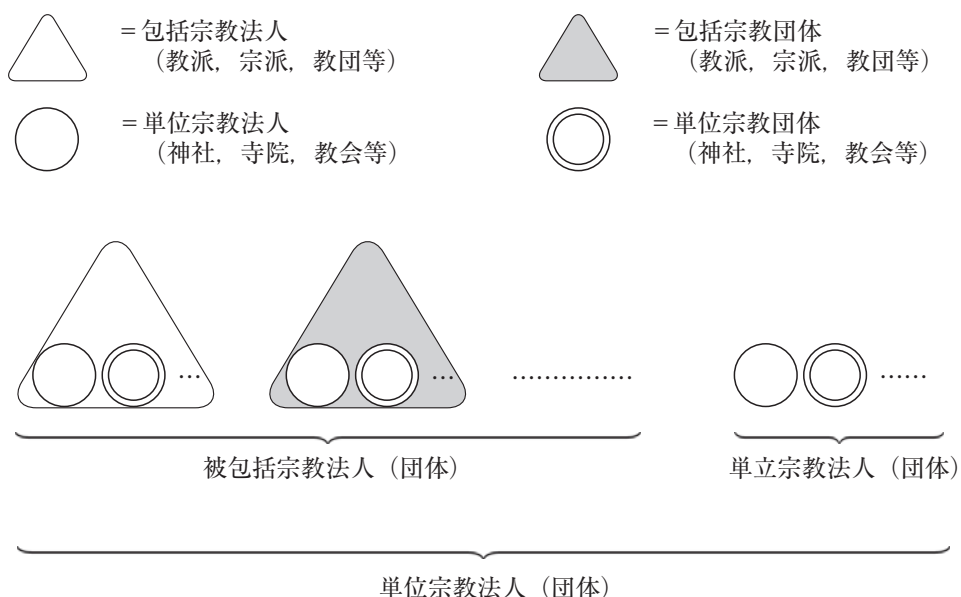 ＝包括宗教法人
（教派，宗派，教団等）
＝包括宗教団体
（教派，宗派，教団等）
＝単位宗教法人
（神社，寺院，教会等）
＝単位宗教団体
（神社，寺院，教会等）
…
…
……………
……
被包括宗教法人（団体）
単立宗教法人（団体）
単位宗教法人（団体）